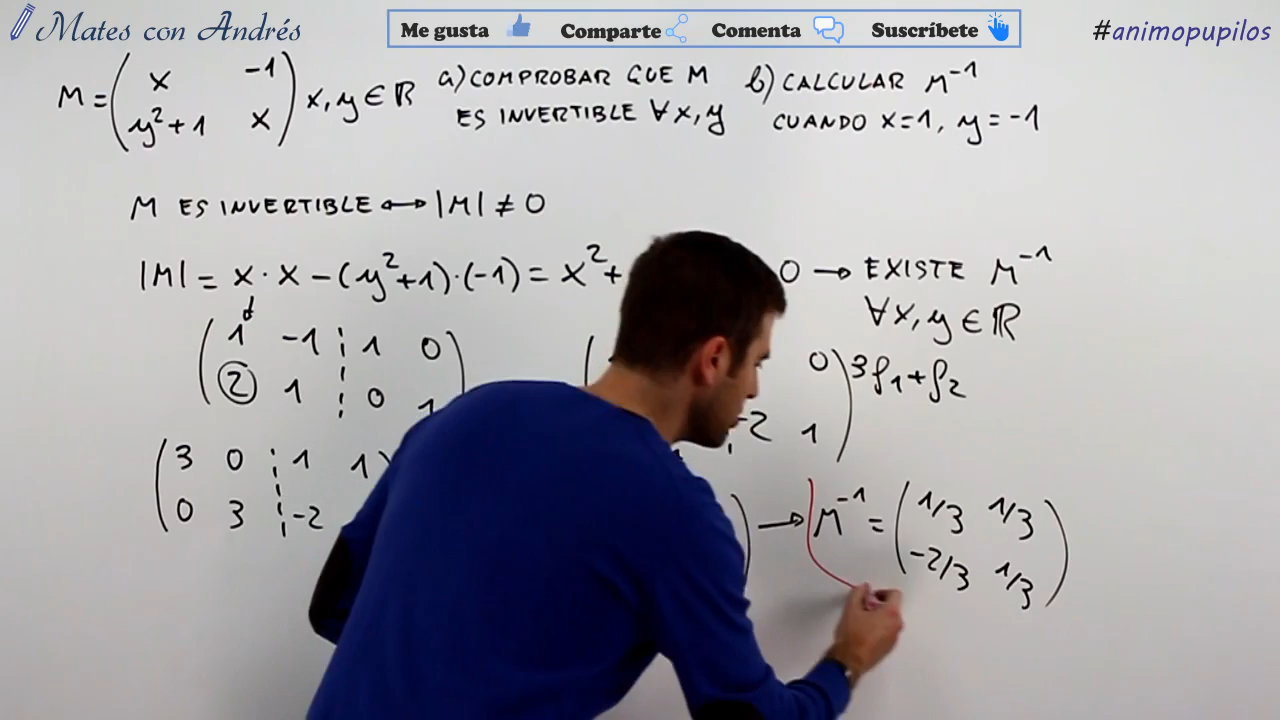 Mates con Andrés
Me gusta Comparte Comenta Suscríbete
#animopupilos
M = ( x -1 ) x, y ∈ ℝ
( y²+1 x )
a) COMPROBAR QUE M
ES INVERTIBLE ∀x, y
b) CALCULAR M⁻¹
CUANDO x=1, y=-1
M ES INVERTIBLE ↔ |M| ≠ 0
|M| = x · x - (y²+1)·(-1) = x² + 0 → EXISTE M⁻¹
∀x, y ∈ ℝ
( 1 -1 ¦ 1 0 )
( 2 1 ¦ 0 1
0 ) 3f₁+f₂
-2 1 )
( 3 0 ¦ 1 1 )
( 0 3 ¦ -2
) → M⁻¹ = ( 1/3 1/3 )
( -2/3 1/3 )